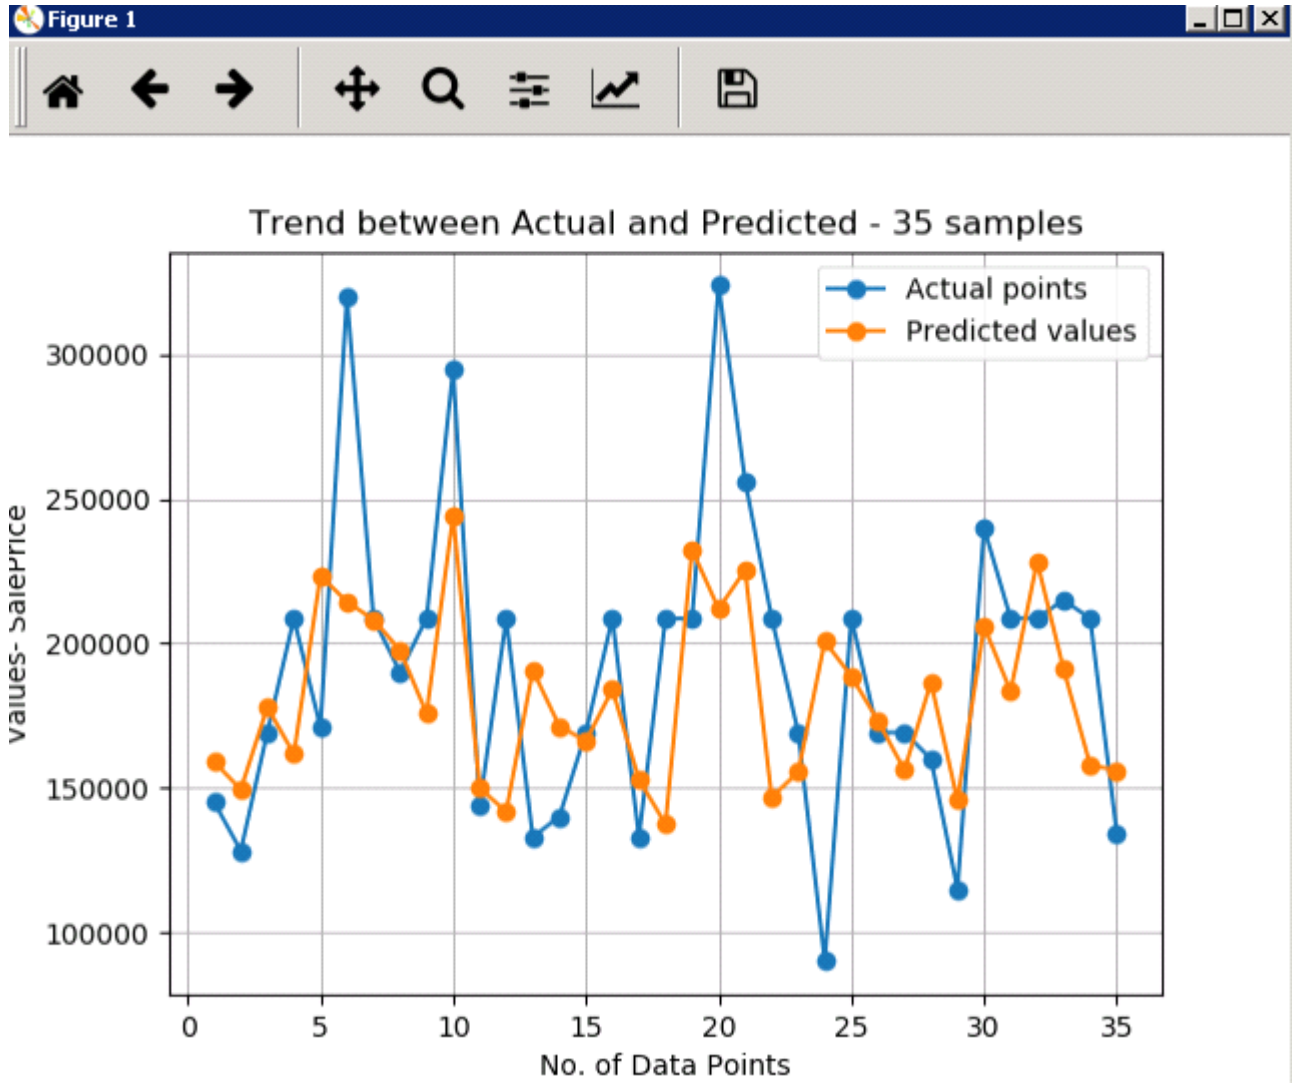 Figure 1
Trend between Actual and Predicted - 35 samples
Actual points
Predicted values
300000
250000
200000
150000
100000
Values- SalePrice
0 5 10 15 20 25 30 35
No. of Data Points